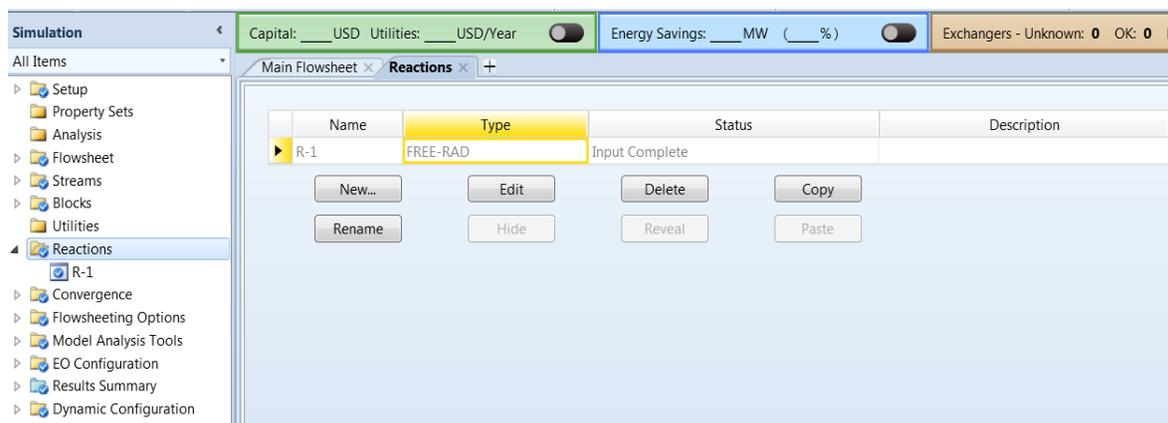 Simulation
Capital: ____USD Utilities: ____USD/Year
Energy Savings: ____MW (____%)
Exchangers - Unknown: 0 OK: 0
All Items
Main Flowsheet Reactions +
Setup
Property Sets
Analysis
Flowsheet
Streams
Blocks
Utilities
Reactions
R-1
Convergence
Flowsheeting Options
Model Analysis Tools
EO Configuration
Results Summary
Dynamic Configuration
Name Type Status Description
R-1 FREE-RAD Input Complete
New... Edit Delete Copy
Rename Hide Reveal Paste